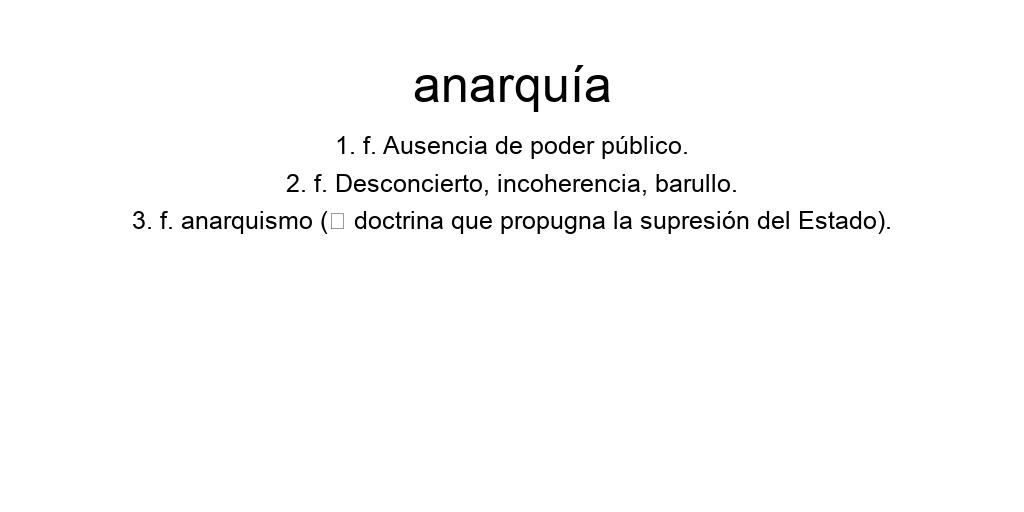 anarquía
1. f. Ausencia de poder público.
2. f. Desconcierto, incoherencia, barullo.
3. f. anarquismo (□ doctrina que propugna la supresión del Estado).